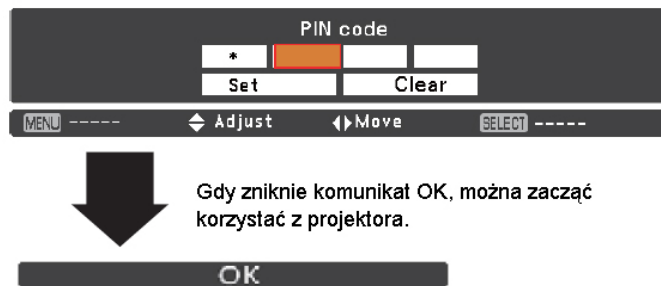 PIN code
*
Set Clear
MENU ----- Adjust Move SELECT -----
Gdy zniknie komunikat OK, można zacząć
korzystać z projektora.
OK